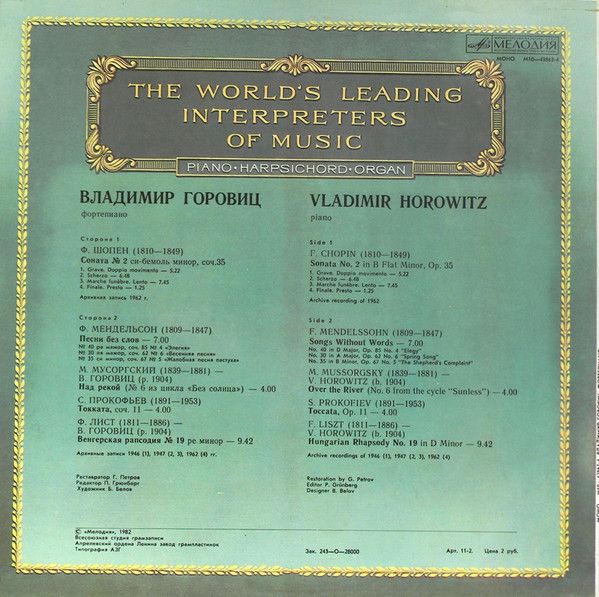 МЕЛОДИЯ
МОНО М10—43863-4
THE WORLD'S LEADING
INTERPRETERS
OF MUSIC
PIANO·HARPSICHORD·ORGAN
ВЛАДИМИР ГОРОВИЦ
фортепиано
Сторона 1
Ф. ШОПЕН (1810—1849)
Соната № 2 си-бемоль минор, соч.35
1. Grave. Doppio movimento — 5.22
2. Scherzo — 6.48
3. Marche funèbre. Lento — 7.45
4. Finale. Presto — 1.25
Архивная запись 1962 г.
Сторона 2
Ф. МЕНДЕЛЬСОН (1809—1847)
Песни без слов — 7.00
№ 40 ре мажор, соч. 85 № 4 «Элегия»
№ 30 ля мажор, соч. 62 № 6 «Весенняя песня»
№ 35 си минор, соч. 67 № 5 «Жалобная песня пастуха»
М. МУСОРГСКИЙ (1839—1881) —
В. ГОРОВИЦ (р. 1904)
Над рекой (№ 6 из цикла «Без солнца») — 4.00
С. ПРОКОФЬЕВ (1891—1953)
Токката, соч. 11 — 4.00
Ф. ЛИСТ (1811—1886) —
В. ГОРОВИЦ (р. 1904)
Венгерская рапсодия № 19 ре минор — 9.42
Архивные записи 1946 (1), 1947 (2, 3), 1962 (4) гг.
Реставратор Г. Петров
Редактор П. Грюнберг
Художник Б. Белов
VLADIMIR HOROWITZ
piano
Side 1
F. CHOPIN (1810—1849)
Sonata No. 2 in B Flat Minor, Op. 35
1. Grave. Doppio movimento — 5.22
2. Scherzo — 6.48
3. Marche funèbre. Lento — 7.45
4. Finale. Presto — 1.25
Archive recording of 1962
Side 2
F. MENDELSSOHN (1809—1847)
Songs Without Words — 7.00
No. 40 in D Major, Op. 85 No. 4 "Elegy"
No. 30 in A Major, Op. 62 No. 6 "Spring Song"
No. 35 in B Minor, Op. 67 No. 5 "The Shepherd's Complaint"
M. MUSSORGSKY (1839—1881) —
V. HOROWITZ (b. 1904)
Over the River (No. 6 from the cycle "Sunless") — 4.00
S. PROKOFIEV (1891—1953)
Toccata, Op. 11 — 4.00
F. LISZT (1811—1886) —
V. HOROWITZ (b. 1904)
Hungarian Rhapsody No. 19 in D Minor — 9.42
Archive recordings of 1946 (1), 1947 (2, 3), 1962 (4)
Restoration by G. Petrov
Editor P. Grünberg
Designer B. Belov
© «Мелодия», 1982
Всесоюзная студия грамзаписи
Апрелевский ордена Ленина завод грампластинок
Типография АЗГ
Зак. 243—О—28000
Арт. 11-2. Цена 2 руб.